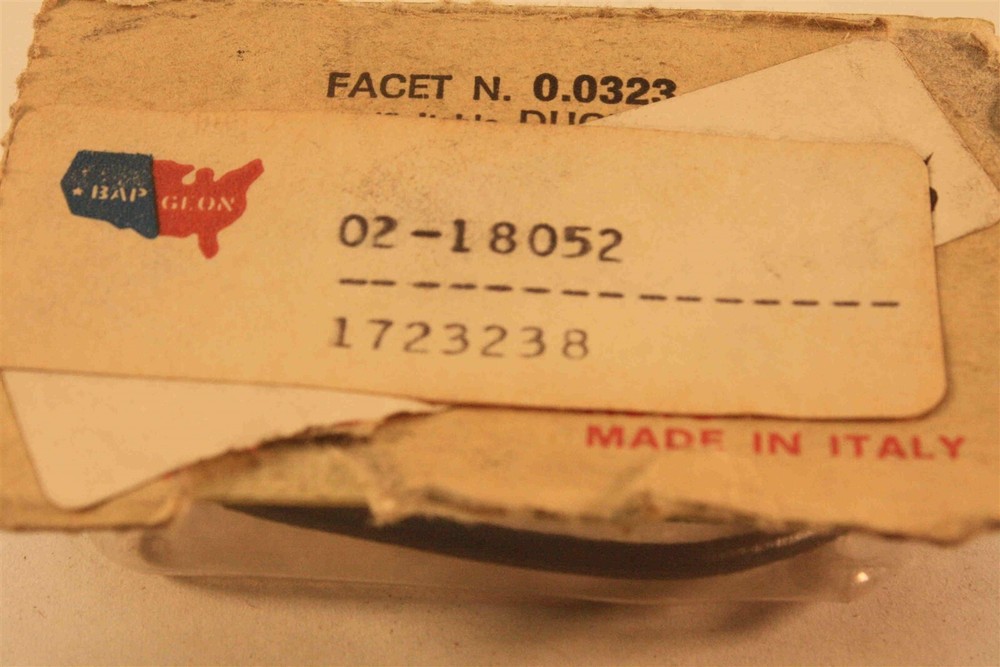 FACET N. 0.0323
BAP GEON
02-18052
1723238
MADE IN ITALY